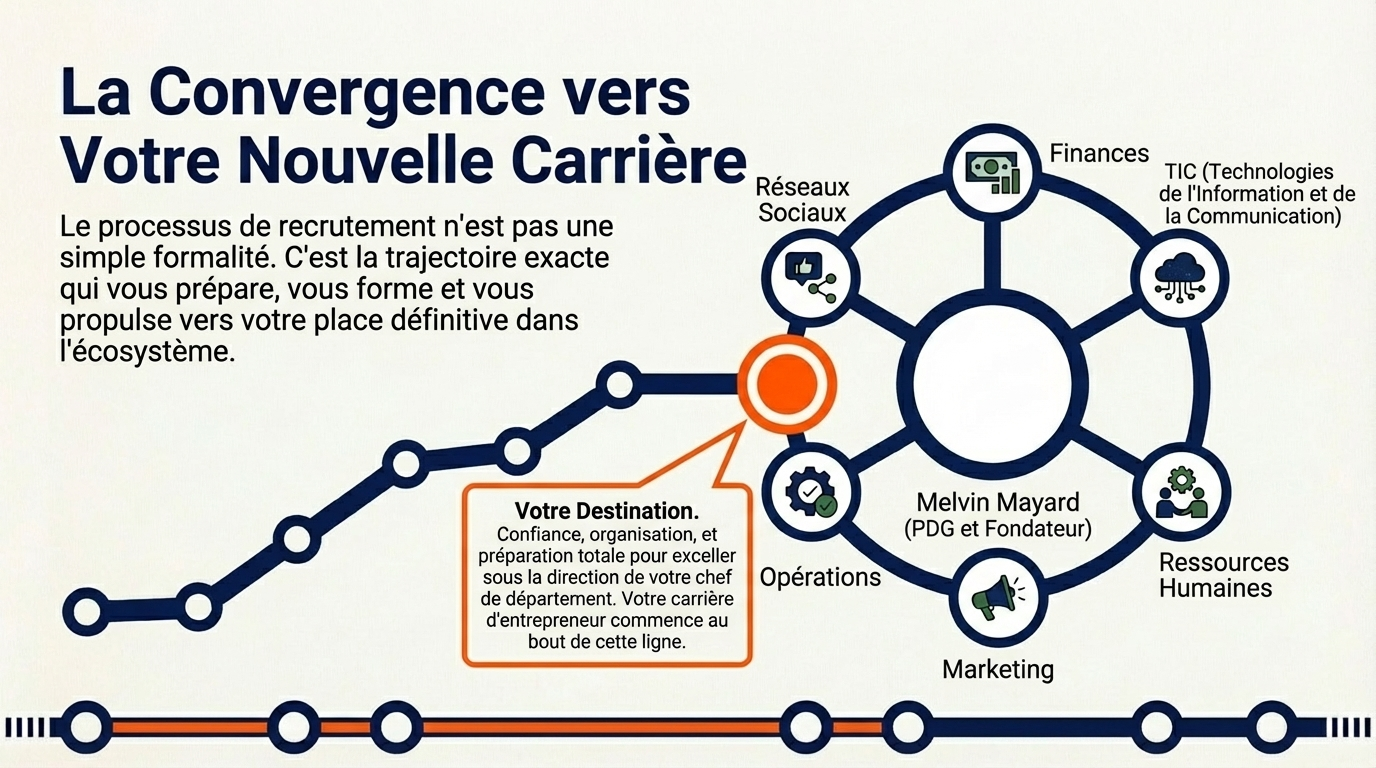 La Convergence vers
Votre Nouvelle Carrière
Le processus de recrutement n'est pas une
simple formalité. C'est la trajectoire exacte
qui vous prépare, vous forme et vous
propulse vers votre place définitive dans
l'écosystème.
Finances
TIC (Technologies
de l'Information et de
la Communication)
Réseaux
Sociaux
Votre Destination.
Confiance, organisation, et
préparation totale pour exceller
sous la direction de votre chef
de département. Votre carrière
d'entrepreneur commence au
bout de cette ligne.
Melvin Mayard
(PDG et Fondateur)
Opérations
Ressources
Humaines
Marketing